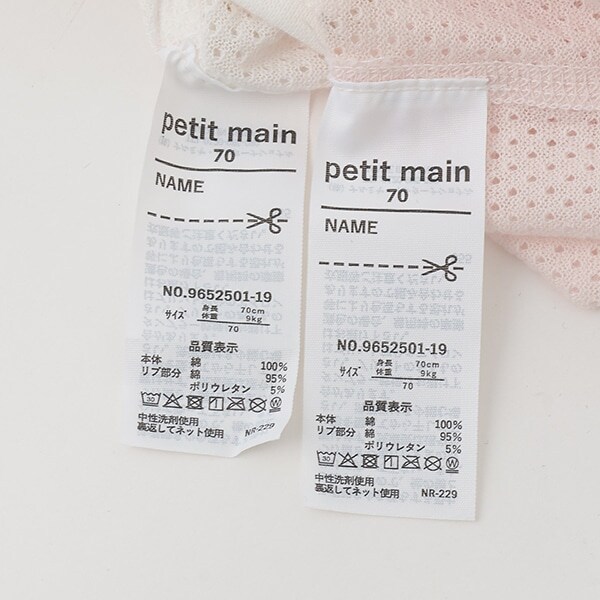 petit main
70
NAME
NO.9652501-19
サイズ 身長 70cm
体重 9kg
70
品質表示
本体 綿 100%
リブ部分 綿 95%
ポリウレタン 5%
中性洗剤使用
裏返してネット使用 NR-229
petit main
70
NAME
NO.9652501-19
サイズ 身長 70cm
体重 9kg
70
品質表示
本体 綿 100%
リブ部分 綿 95%
ポリウレタン 5%
30
中性洗剤使用
裏返してネット使用 NR-229